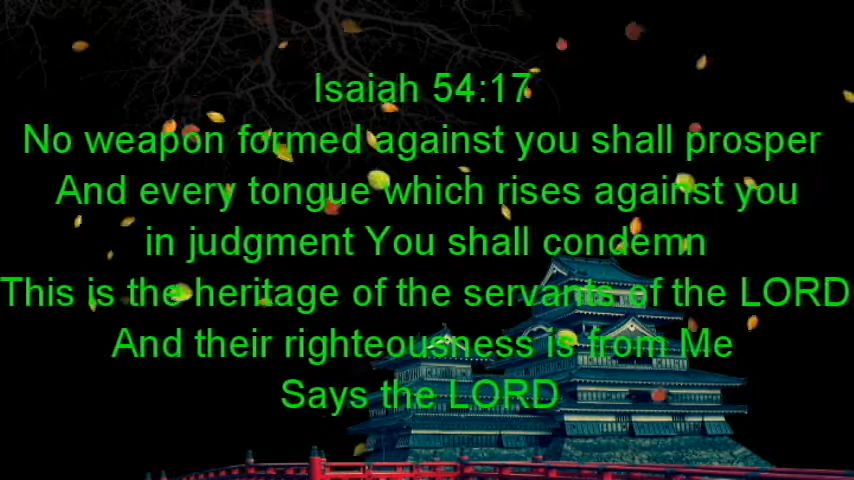 Isaiah 54:17
No weapon formed against you shall prosper
And every tongue which rises against you
in judgment You shall condemn
This is the heritage of the servants of the LORD
And their righteousness is from Me
Says the LORD